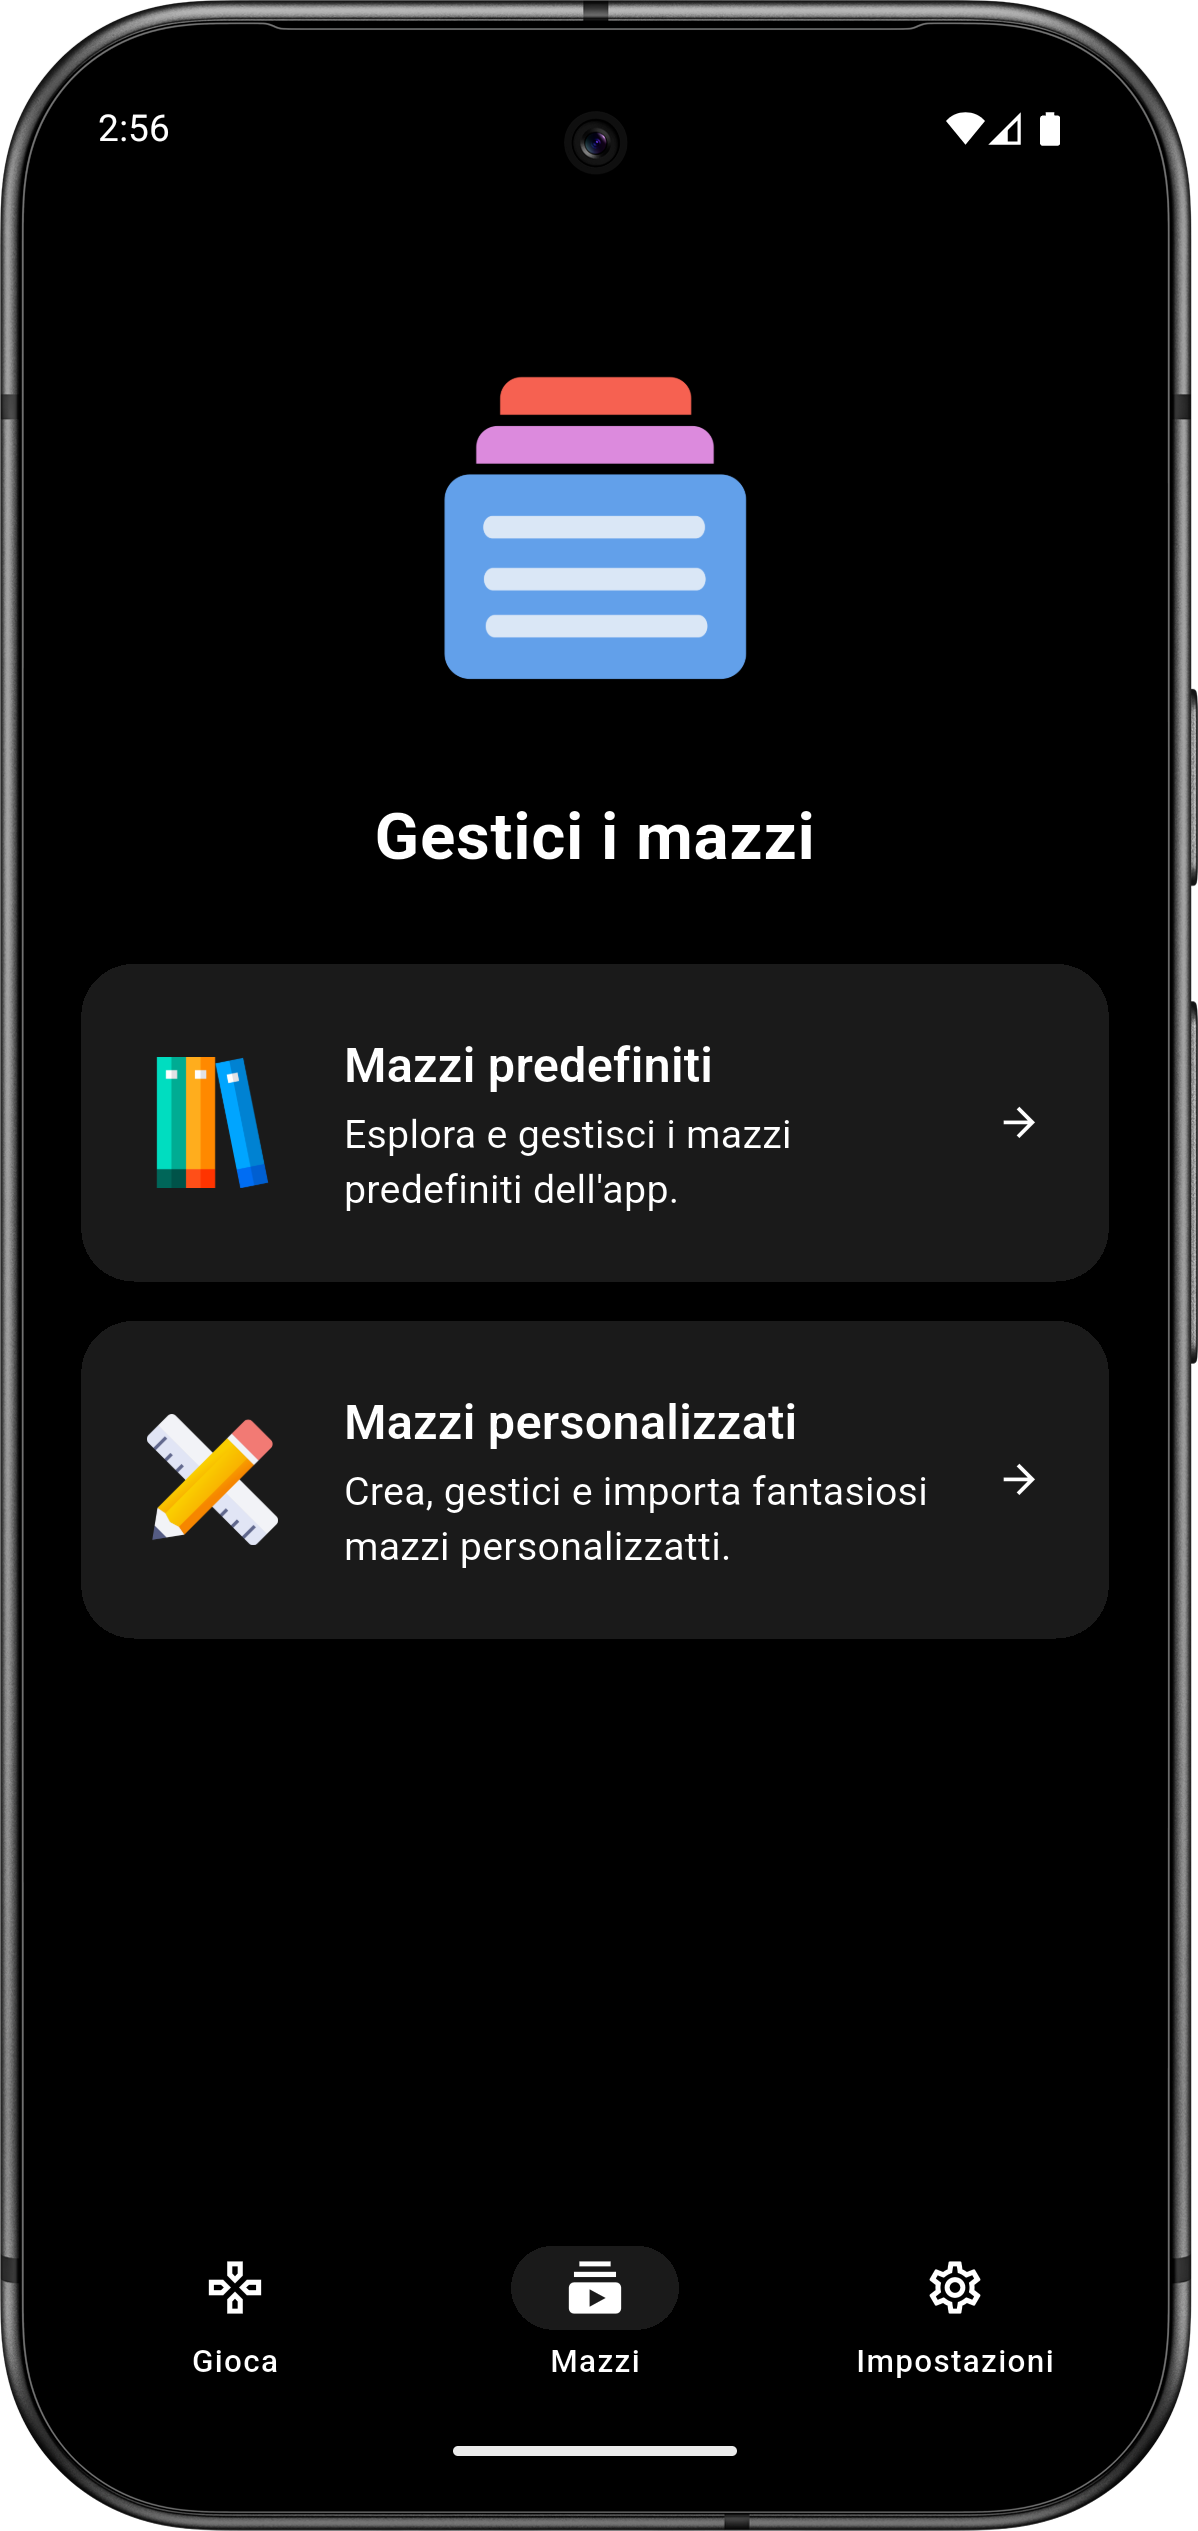 2:56
Gestici i mazzi
Mazzi predefiniti
Esplora e gestisci i mazzi
predefiniti dell'app.
Mazzi personalizzati
Crea, gestici e importa fantasiosi
mazzi personalizzatti.
Gioca
Mazzi
Impostazioni